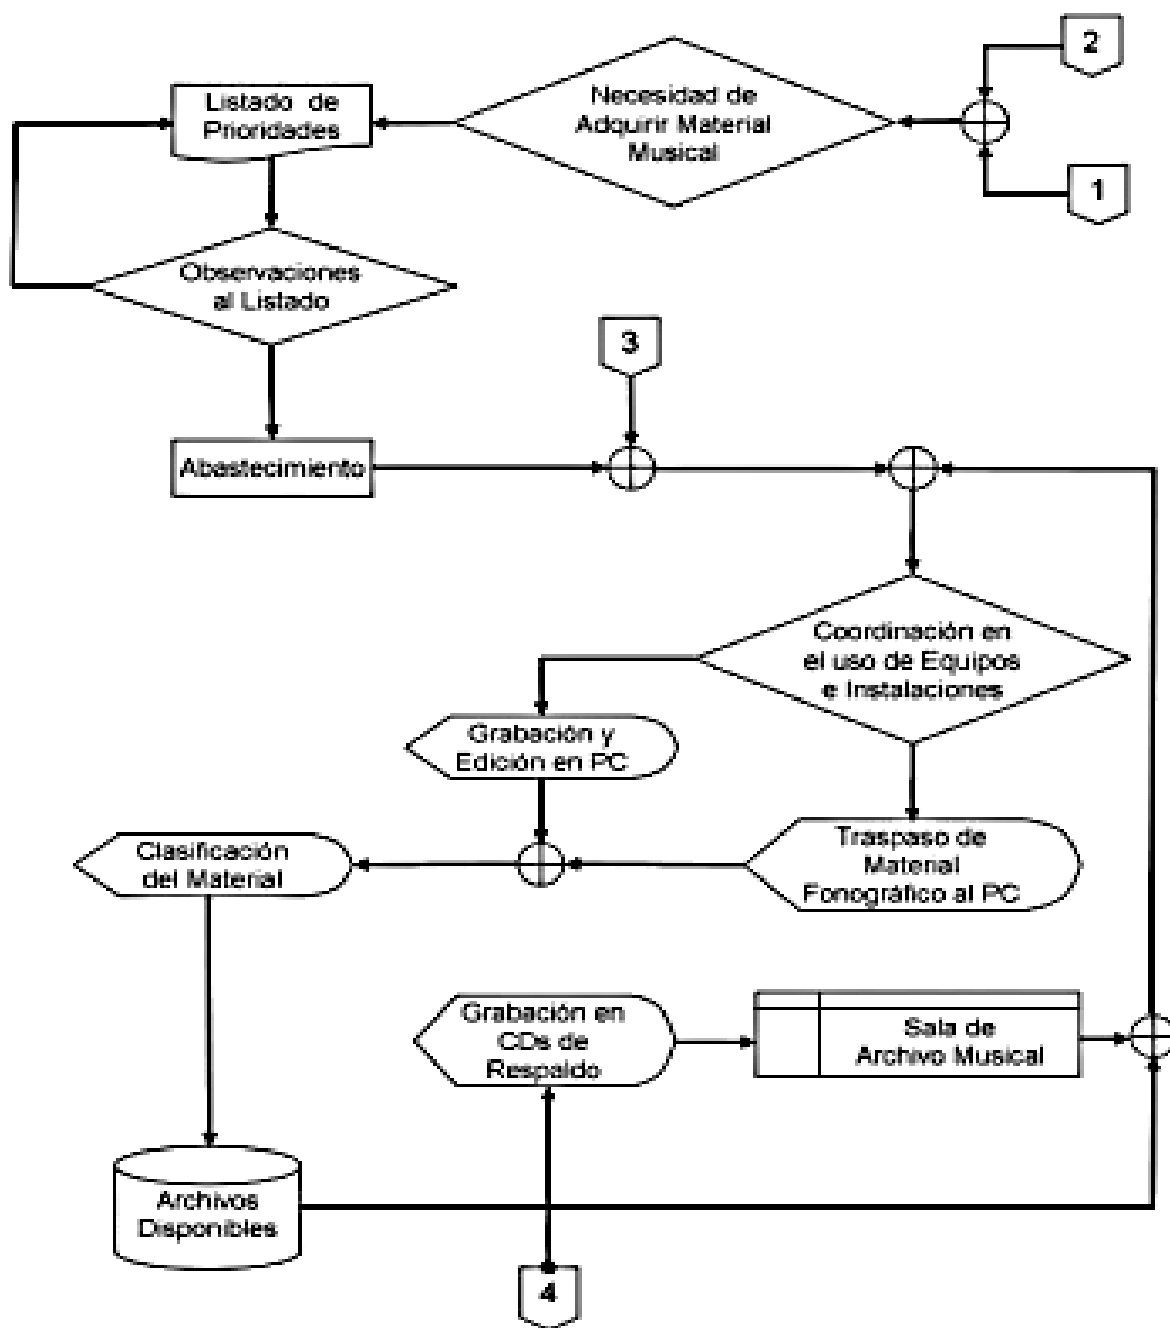 2
Necesidad de
Adquirir Material
Musical
Listado de
Prioridades
1
Observaciones
al Listado
3
Abastecimiento
Coordinación en
el uso de Equipos
e Instalaciones
Grabación y
Edición en PC
Traspaso de
Material
Fonográfico al PC
Clasificación
del Material
Grabación en
CDs de
Respaldo
Sala de
Archivo Musical
Archivos
Disponibles
4